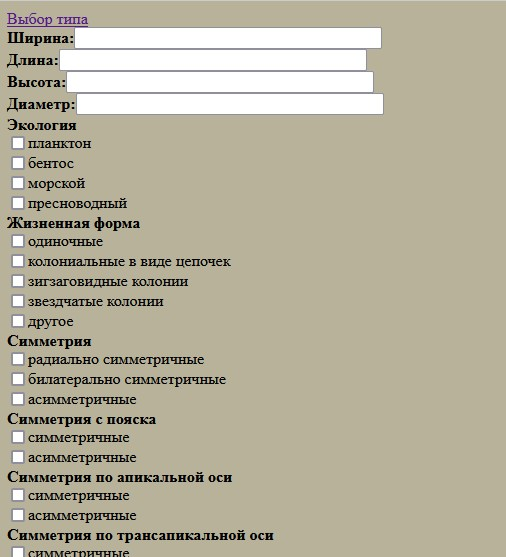 Выбор типа
Ширина:
Длина:
Высота:
Диаметр:
Экология
планктон
бентос
морской
пресноводный
Жизненная форма
одиночные
колониальные в виде цепочек
зигзаговидные колонии
звездчатые колонии
другое
Симметрия
радиально симметричные
билатерально симметричные
асимметричные
Симметрия с пояска
симметричные
асимметричные
Симметрия по апикальной оси
симметричные
асимметричные
Симметрия по трансапикальной оси
симметричные